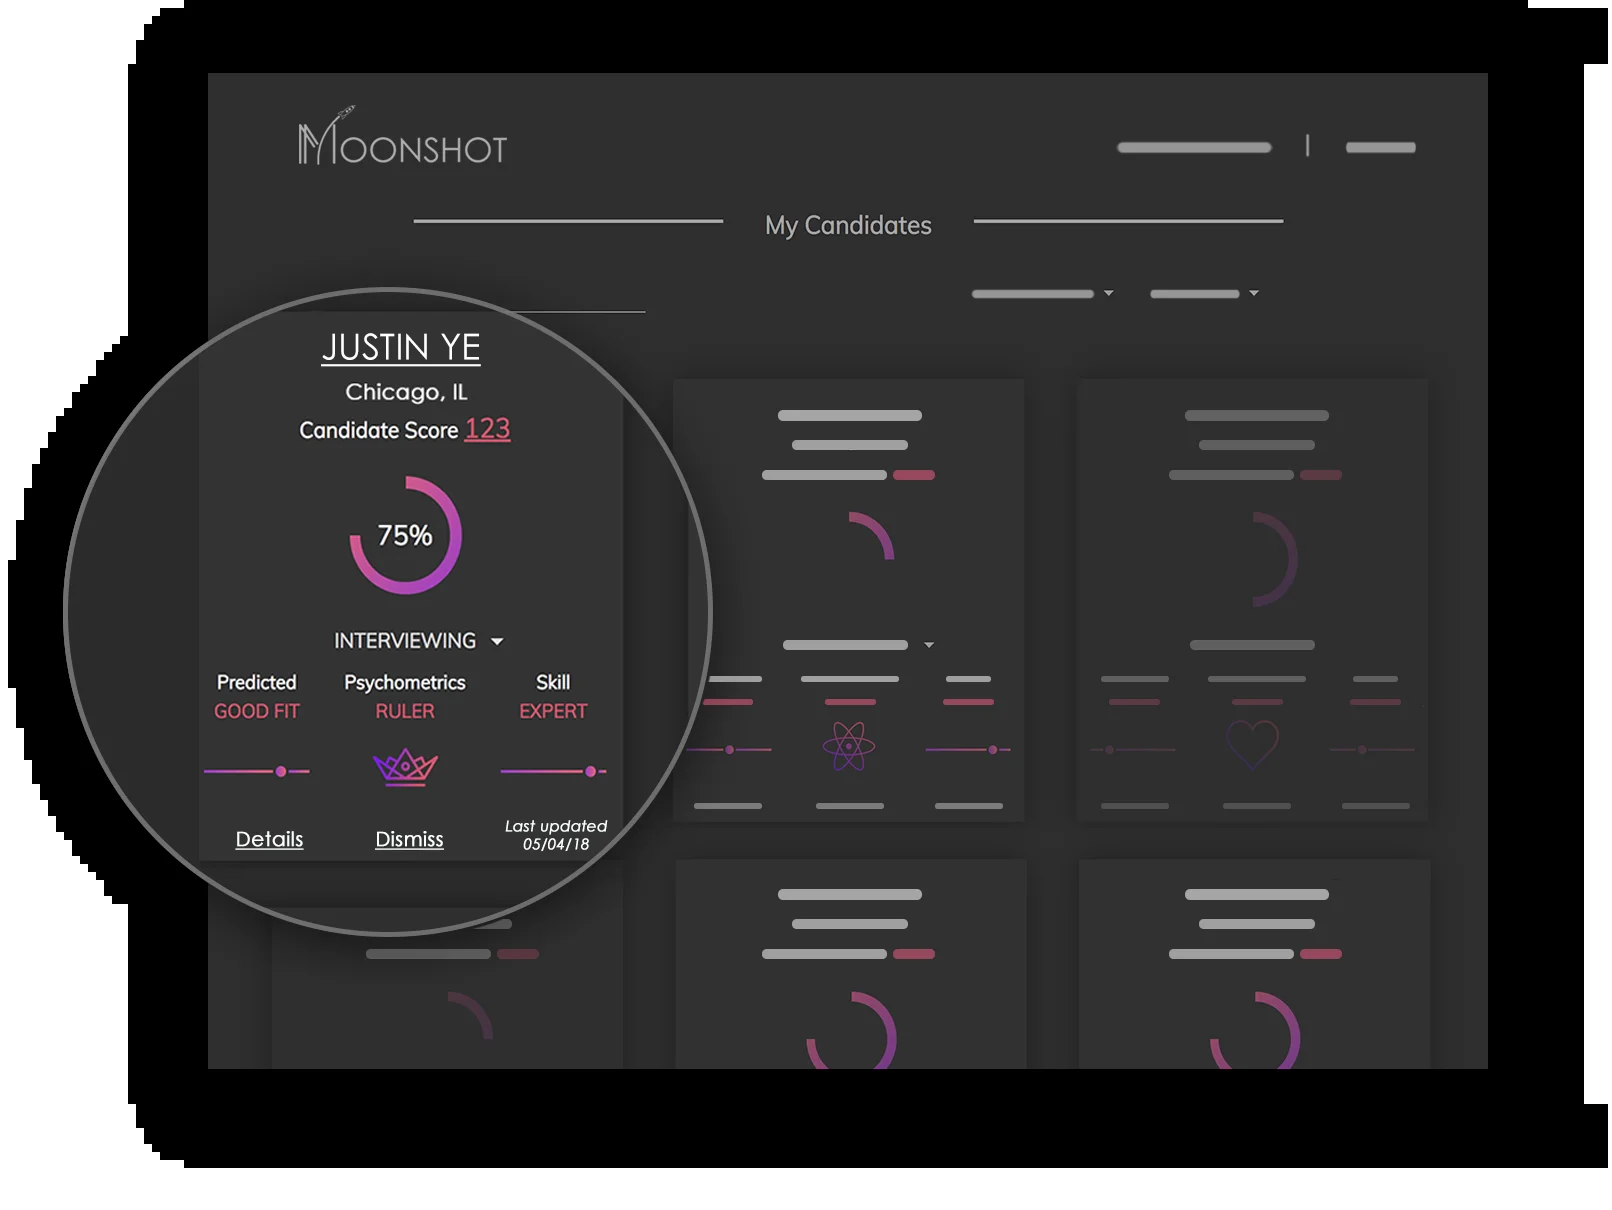 MOONSHOT
My Candidates
JUSTIN YE
Chicago, IL
Candidate Score 123
75%
INTERVIEWING
Predicted Psychometrics Skill
GOOD FIT RULER EXPERT
Details Dismiss Last updated
05/04/18